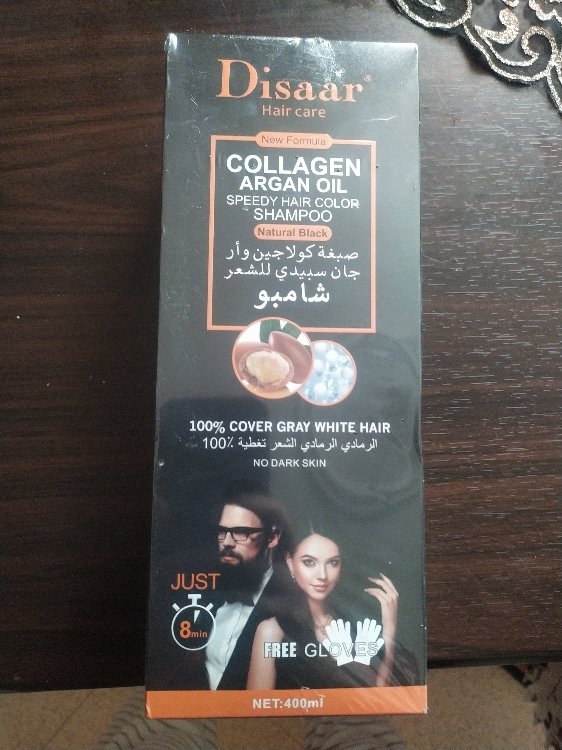 Disaar®
Hair care
New Formula
COLLAGEN
ARGAN OIL
SPEEDY HAIR COLOR
SHAMPOO
Natural Black
صبغة كولاجين وأر
جان سبيدي للشعر
شامبو
100% COVER GRAY WHITE HAIR
الرمادي الرمادي الشعر تغطية 100٪
NO DARK SKIN
JUST
8min
FREE GLOVES
NET:400ml